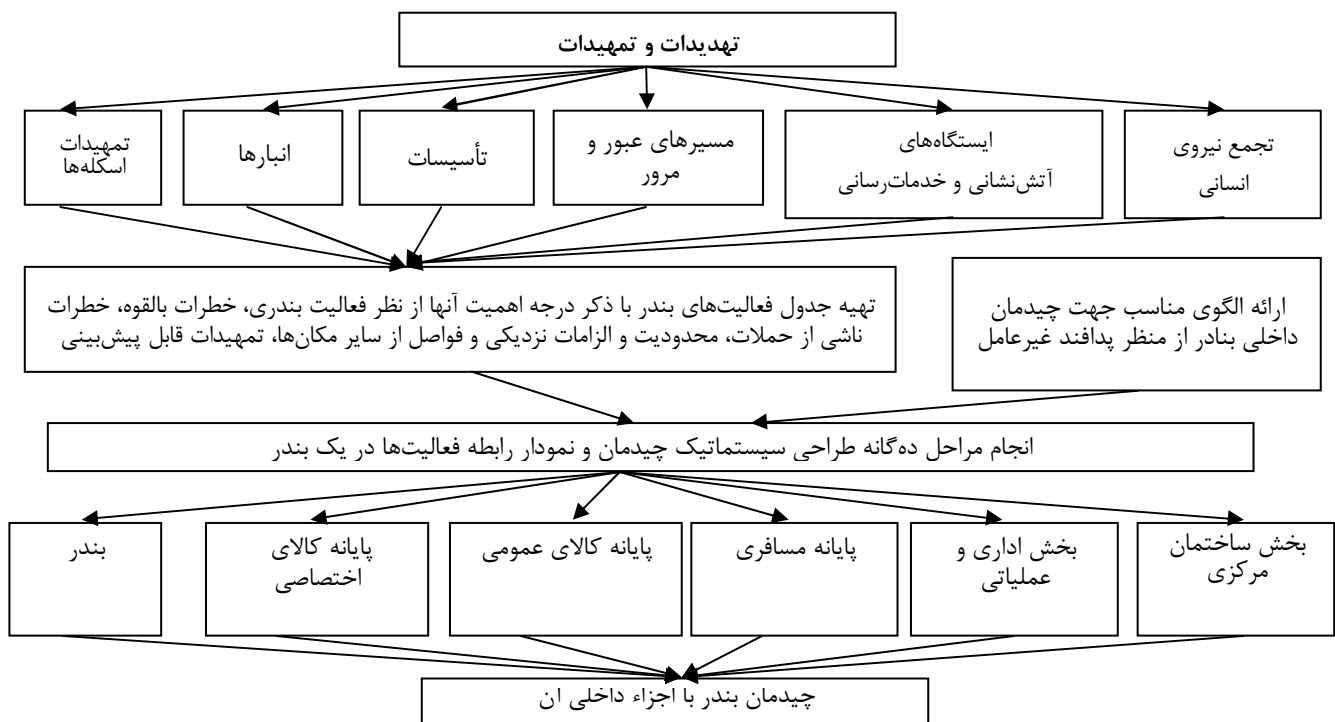 تهدیدات و تمهیدات
تجمع نیروی
انسانی
ایستگاه‌های
آتش‌نشانی و خدمات‌رسانی
مسیرهای عبور و
مرور
تأسیسات
انبارها
تمهیدات
اسکله‌ها
ارائه الگوی مناسب جهت چیدمان
داخلی بنادر از منظر پدافند غیرعامل
تهیه جدول فعالیت‌های بندر با ذکر درجه اهمیت آنها از نظر فعالیت بندری، خطرات بالقوه، خطرات
ناشی از حملات، محدودیت و الزامات نزدیکی و فواصل از سایر مکان‌ها، تمهیدات قابل پیش‌بینی
انجام مراحل ده‌گانه طراحی سیستماتیک چیدمان و نمودار رابطه فعالیت‌ها در یک بندر
بخش ساختمان
مرکزی
بخش اداری و
عملیاتی
پایانه مسافری
پایانه کالای عمومی
پایانه کالای
اختصاصی
بندر
چیدمان بندر با اجزاء داخلی ان